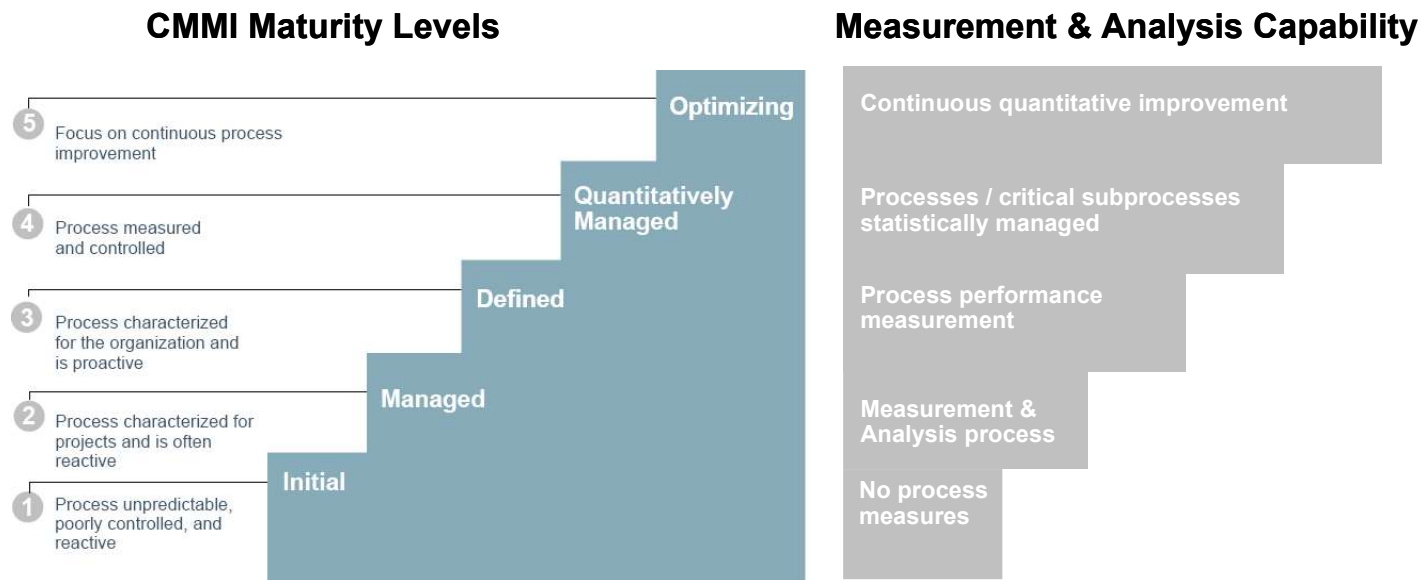 CMMI Maturity Levels
5
Focus on continuous process
improvement
Optimizing
4
Process measured
and controlled
Quantitatively
Managed
3
Process characterized
for the organization and
is proactive
Defined
2
Process characterized for
projects and is often
reactive
Managed
1
Process unpredictable,
poorly controlled, and
reactive
Initial
Measurement & Analysis Capability
Continuous quantitative improvement
Processes / critical subprocesses
statistically managed
Process performance
measurement
Measurement &
Analysis process
No process
measures